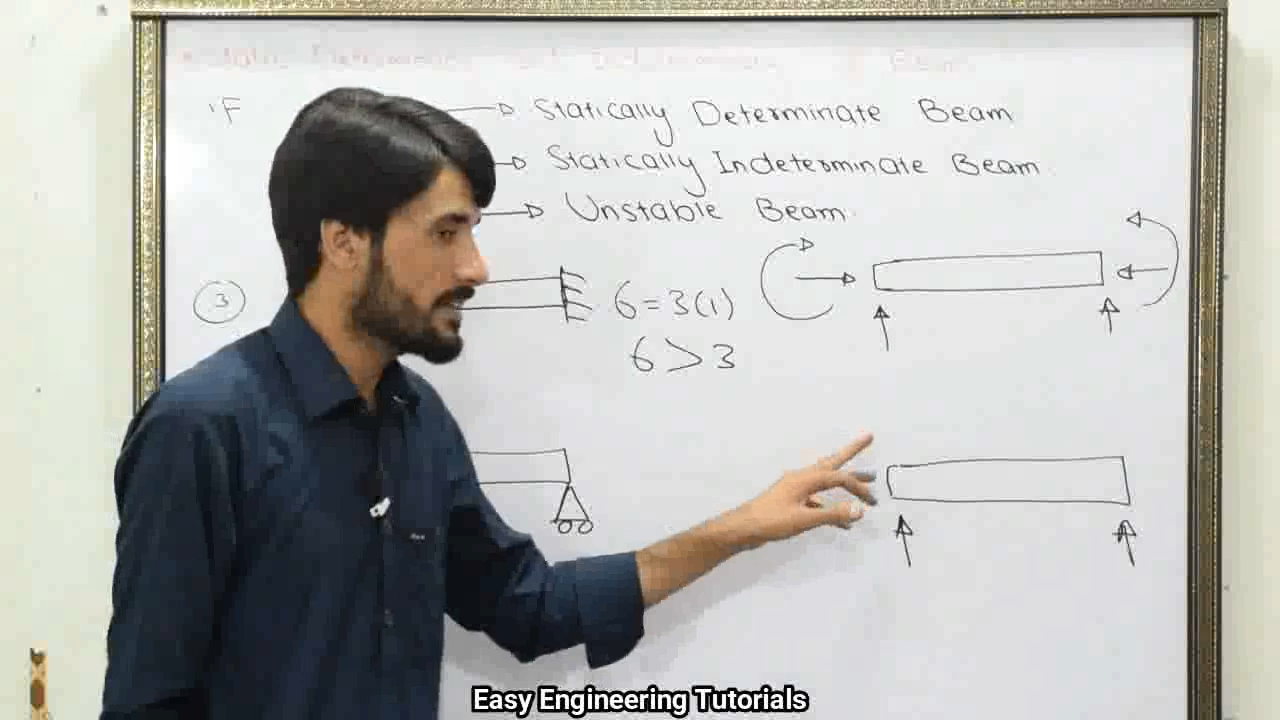 'F
Statically Determinate Beam
Statically Indeterminate Beam
Unstable Beam.
3
6=3(1)
6>3
Easy Engineering Tutorials